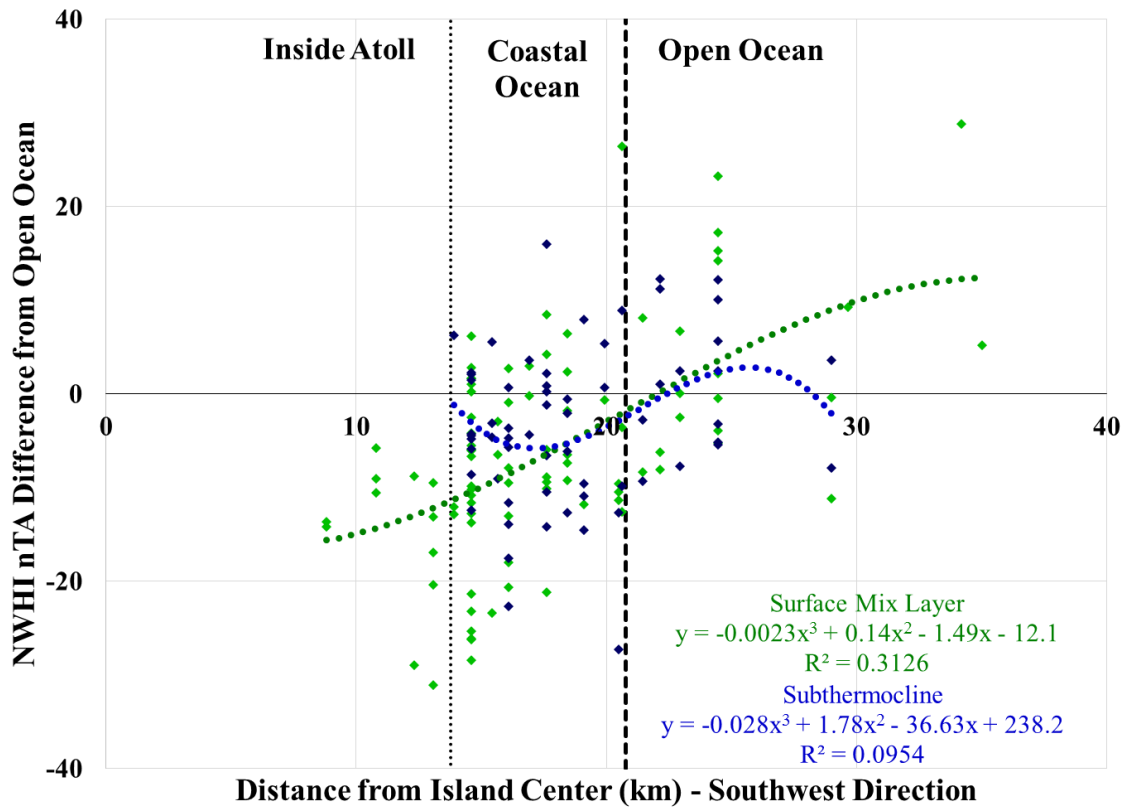 40
Inside Atoll
Coastal
Ocean
Open Ocean
20
0
0
10
20
30
40
-20
-40
NWHI nTA Difference from Open Ocean
Surface Mix Layer
y = -0.0023x³ + 0.14x² - 1.49x - 12.1
R² = 0.3126
Subthermocline
y = -0.028x³ + 1.78x² - 36.63x + 238.2
R² = 0.0954
Distance from Island Center (km) - Southwest Direction